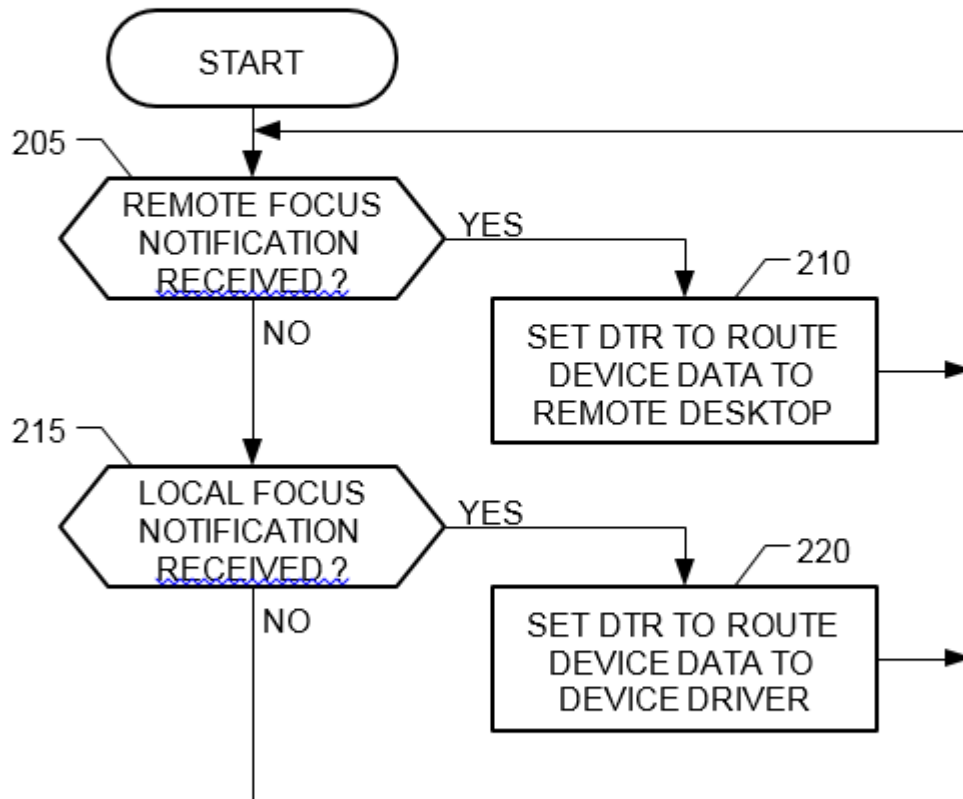 START
205
REMOTE FOCUS
NOTIFICATION
RECEIVED ?
YES
210
SET DTR TO ROUTE
DEVICE DATA TO
REMOTE DESKTOP
NO
215
LOCAL FOCUS
NOTIFICATION
RECEIVED ?
YES
220
SET DTR TO ROUTE
DEVICE DATA TO
DEVICE DRIVER
NO